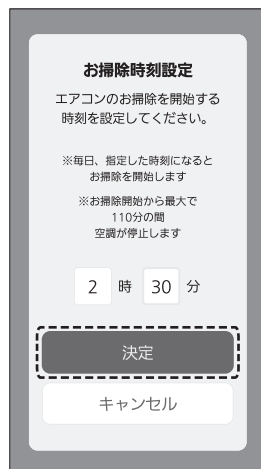 お掃除時刻設定
エアコンのお掃除を開始する
時刻を設定してください。
※毎日、指定した時刻になると
お掃除を開始します
※お掃除開始から最大で
110分の間
空調が停止します
2 時 30 分
決定
キャンセル